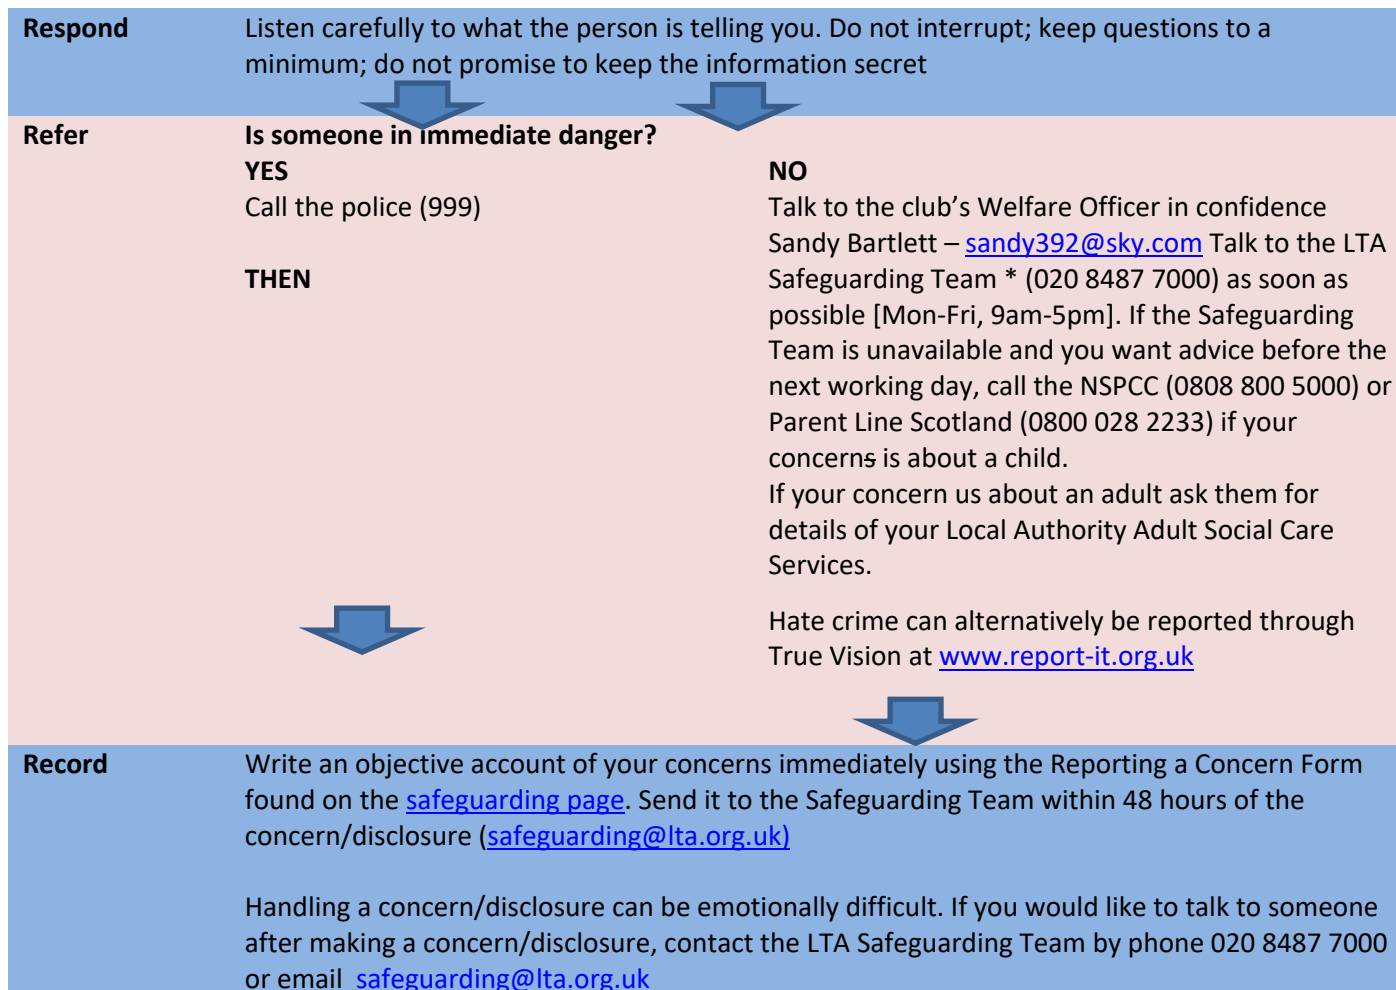 Respond Listen carefully to what the person is telling you. Do not interrupt; keep questions to a
minimum; do not promise to keep the information secret
Refer Is someone in immediate danger?
YES
Call the police (999)
THEN
NO
Talk to the club’s Welfare Officer in confidence
Sandy Bartlett – sandy392@sky.com Talk to the LTA
Safeguarding Team * (020 8487 7000) as soon as
possible [Mon-Fri, 9am-5pm]. If the Safeguarding
Team is unavailable and you want advice before the
next working day, call the NSPCC (0808 800 5000) or
Parent Line Scotland (0800 028 2233) if your
concerns is about a child.
If your concern us about an adult ask them for
details of your Local Authority Adult Social Care
Services.
Hate crime can alternatively be reported through
True Vision at www.report-it.org.uk
Record Write an objective account of your concerns immediately using the Reporting a Concern Form
found on the safeguarding page. Send it to the Safeguarding Team within 48 hours of the
concern/disclosure (safeguarding@lta.org.uk)
Handling a concern/disclosure can be emotionally difficult. If you would like to talk to someone
after making a concern/disclosure, contact the LTA Safeguarding Team by phone 020 8487 7000
or email safeguarding@lta.org.uk